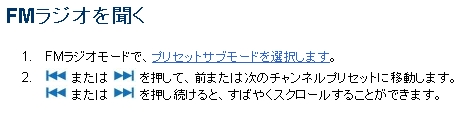 FMラジオを聞く
1. FMラジオモードで、プリセットサブモードを選択します。
2. ⏮ または ⏭ を押して、前または次のチャンネルプリセットに移動します。
⏮ または ⏭ を押し続けると、すばやくスクロールすることができます。